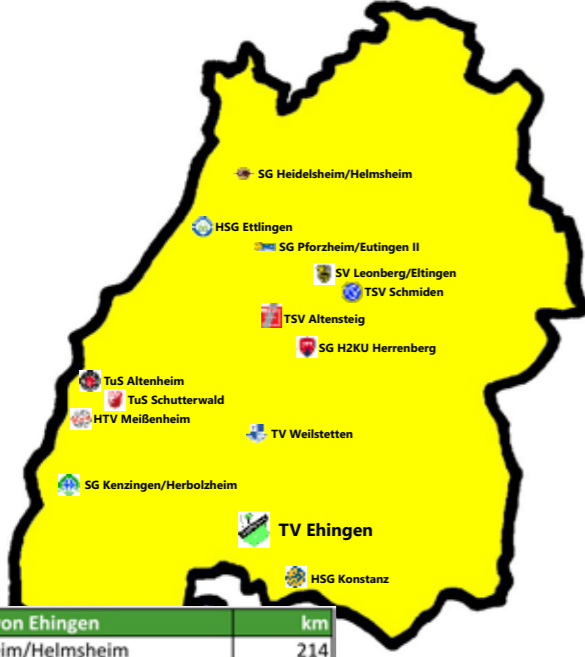 SG Heidelsheim/Helmsheim
HSG Ettlingen
SG Pforzheim/Eutingen II
SV Leonberg/Eltingen
TSV Schmiden
TSV Altensteig
SG H2KU Herrenberg
TuS Altenheim
TuS Schutterwald
HTV Meißenheim
TV Weilstetten
SG Kenzingen/Herbolzheim
TV Ehingen
HSG Konstanz
Ehingen km
/Helmsheim 214